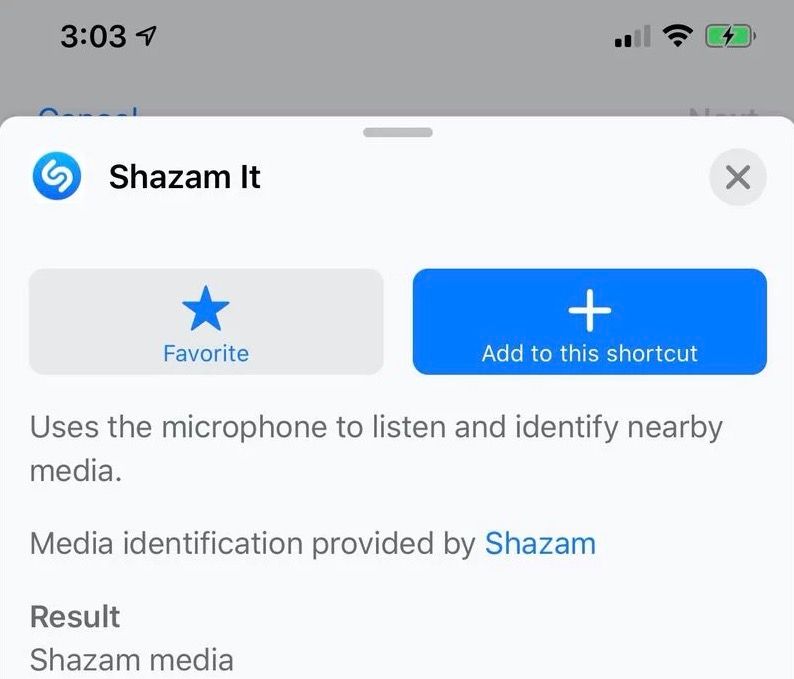 3:03
Shazam It
Favorite
Add to this shortcut
Uses the microphone to listen and identify nearby
media.
Media identification provided by Shazam
Result
Shazam media